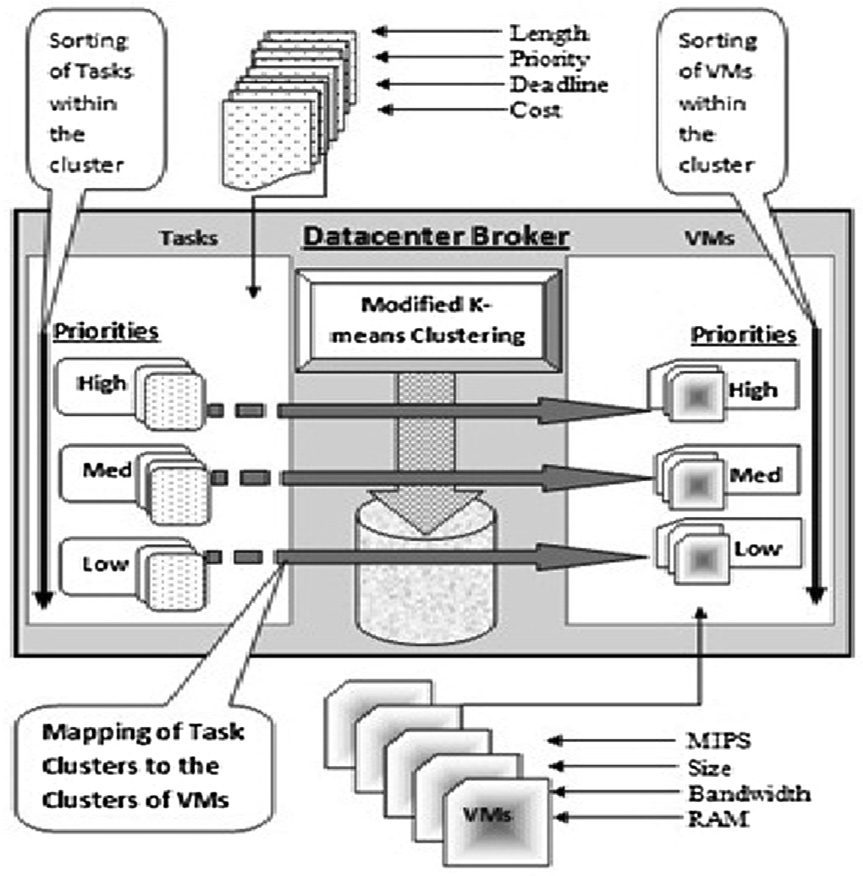 Sorting
of Tasks
within
the
cluster
Length
Priority
Deadline
Cost
Sorting
of VMs
within
the
cluster
Tasks
Datacenter Broker
VMs
Modified K-
means Clustering
Priorities
High
Med
Low
Priorities
High
Med
Low
Mapping of Task
Clusters to the
Clusters of VMs
VMs
MIPS
Size
Bandwidth
RAM